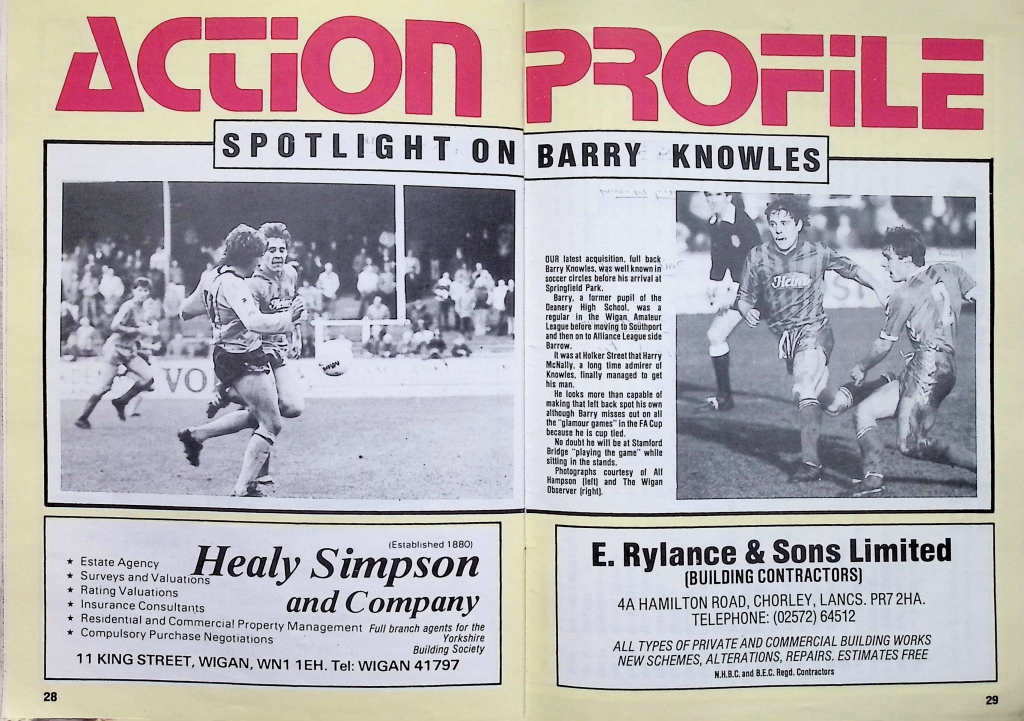 ACTION PROFILE
SPOTLIGHT ON BARRY KNOWLES
VO
Heinz
OUR latest acquisition, full back
Barry Knowles, was well known in
soccer circles before his arrival at
Springfield Park.
Barry, a former pupil of the
Deanery High School, was a
regular in the Wigan Amateur
League before moving to Southport
and then on to Alliance League side
Barrow.
It was at Holker Street that Harry
McNally, a long time admirer of
Knowles, finally managed to get
his man.
He looks more than capable of
making that left back spot his own
although Barry misses out on all
the "glamour games" in the FA Cup
because he is cup tied.
No doubt he will be at Stamford
Bridge "playing the game" while
sitting in the stands.
Photographs courtesy of Alf
Hampson (left) and The Wigan
Observer (right).
Heinz
(Established 1880)
Healy Simpson
and Company
★ Estate Agency
★ Surveys and Valuations
★ Rating Valuations
★ Insurance Consultants
★ Residential and Commercial Property Management
★ Compulsory Purchase Negotiations
Full branch agents for the
Yorkshire
Building Society
11 KING STREET, WIGAN, WN1 1EH. Tel: WIGAN 41797
28
E. Rylance & Sons Limited
(BUILDING CONTRACTORS)
4A HAMILTON ROAD, CHORLEY, LANCS. PR7 2HA.
TELEPHONE: (02572) 64512
ALL TYPES OF PRIVATE AND COMMERCIAL BUILDING WORKS
NEW SCHEMES, ALTERATIONS, REPAIRS. ESTIMATES FREE
N.H.B.C. and B.E.C. Regd. Contractors
29